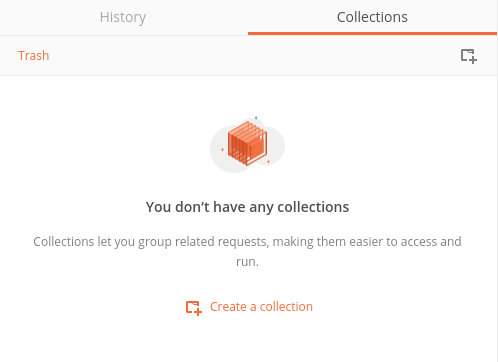 History
Collections
Trash
You don’t have any collections
Collections let you group related requests, making them easier to access and
run.
Create a collection